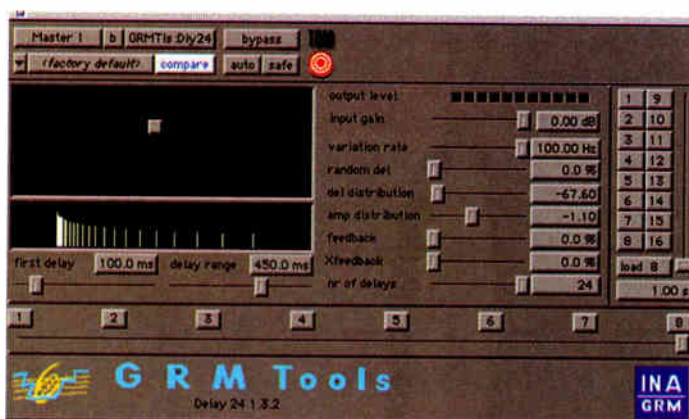 Master 1 b GRMTls :Dly24 bypass
<factory default> compare auto safe
output level
input gain 0.00 dB
variation rate 100.00 Hz
random del 0.0 %
del distribution -67.60
amp distribution -1.10
feedback 0.0 %
Xfeedback 0.0 %
nr of delays 24
first delay 100.0 ms delay range 450.0 ms
1 9
2 10
3 11
4 12
5 13
6 14
7 15
8 16
load 8
1.00 s
1 2 3 4 5 6 7 8
GRM Tools
Delay 24 1.3.2
INA
GRM